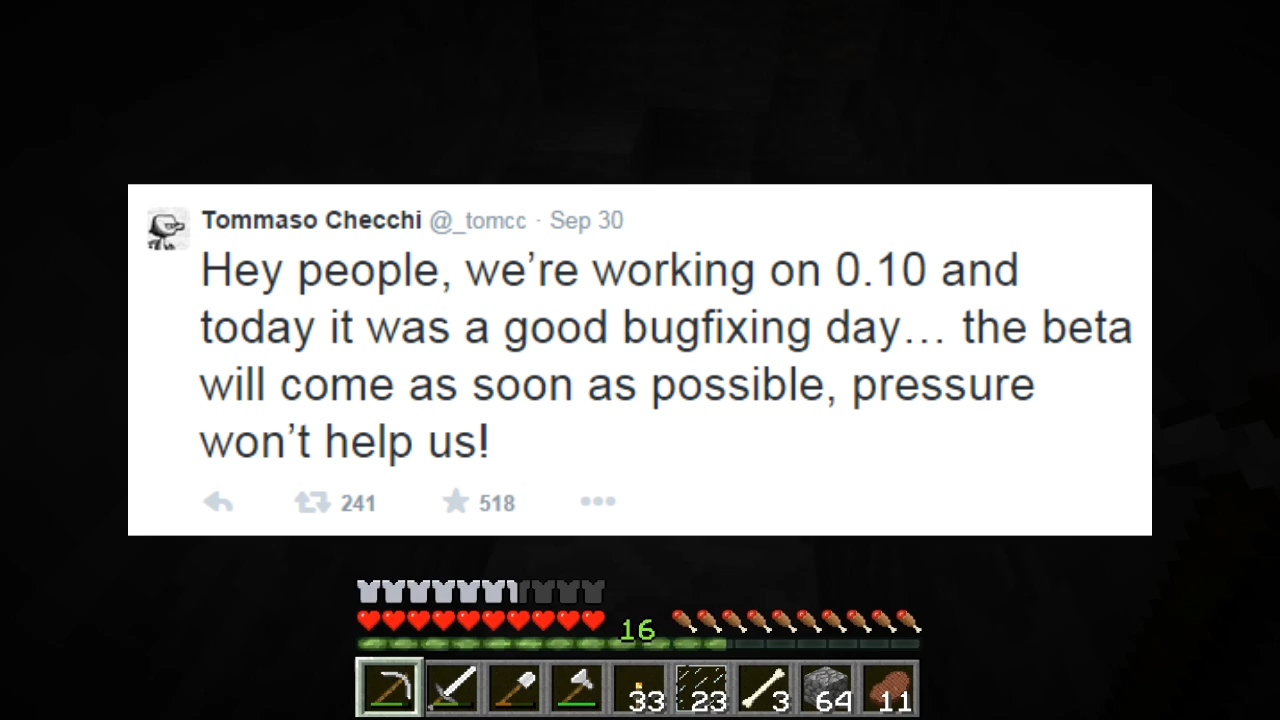 Tommaso Checchi @_tomcc · Sep 30
Hey people, we’re working on 0.10 and
today it was a good bugfixing day… the beta
will come as soon as possible, pressure
won’t help us!
241 518
16
33 23 3 64 11